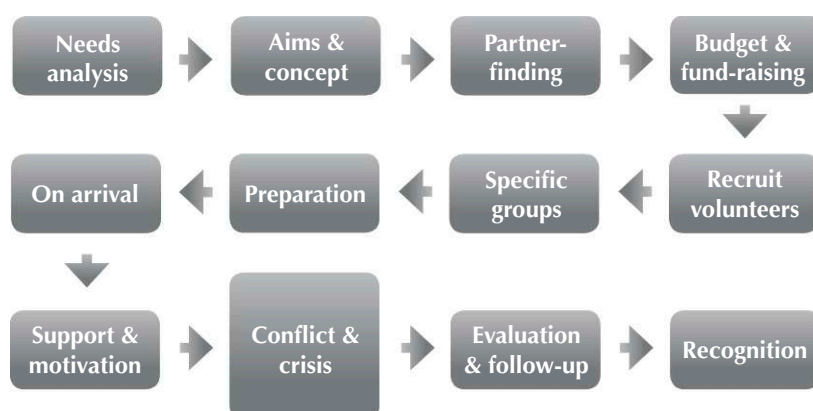 Needs
analysis
Aims &
concept
Partner-
finding
Budget &
fund-raising
Recruit
volunteers
Specific
groups
Preparation
On arrival
Support &
motivation
Conflict &
crisis
Evaluation
& follow-up
Recognition